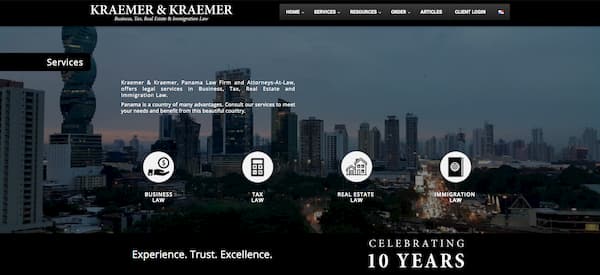 KRAEMER & KRAEMER
Business, Tax, Real Estate & Immigration Law
HOME SERVICES RESOURCES ORDER ARTICLES CLIENT LOGIN
Services
Kraemer & Kraemer, Panama Law Firm and Attorneys-At-Law,
offers legal services in Business, Tax, Real Estate and
Immigration Law.
Panama is a country of many advantages. Consult our services to meet
your needs and benefit from this beautiful country.
BUSINESS
LAW
TAX
LAW
REAL ESTATE
LAW
IMMIGRATION
LAW
Experience. Trust. Excellence.
CELEBRATING
10 YEARS